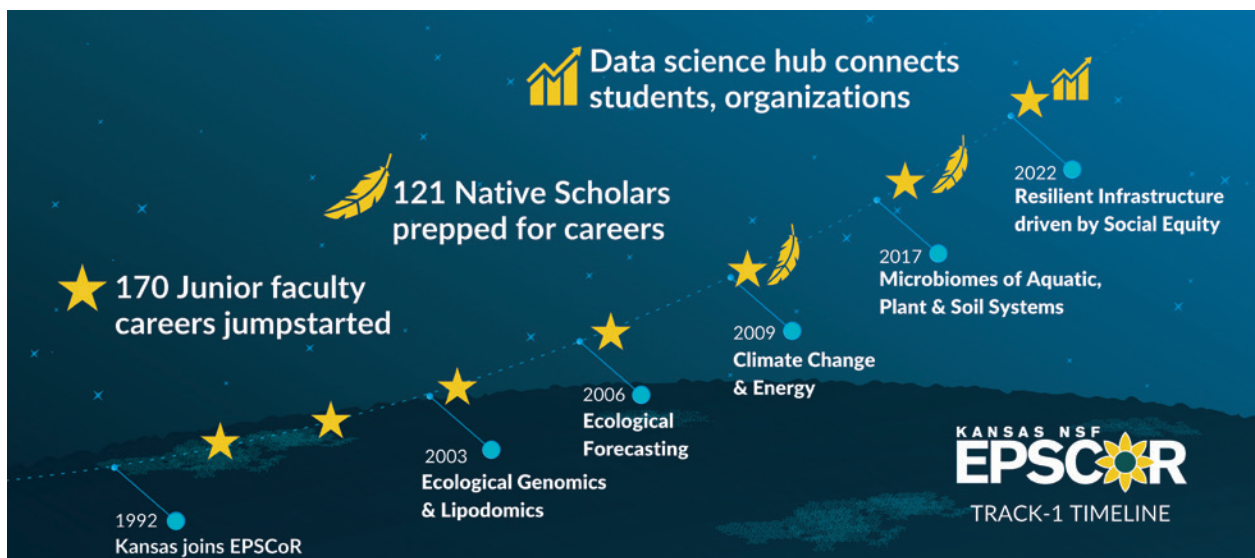 Data science hub connects
students, organizations
121 Native Scholars
prepped for careers
170 Junior faculty
careers jumpstarted
1992
Kansas joins EPSCoR
2003
Ecological Genomics
& Lipodomics
2006
Ecological
Forecasting
2009
Climate Change
& Energy
2017
Microbiomes of Aquatic,
Plant & Soil Systems
2022
Resilient Infrastructure
driven by Social Equity
KANSAS NSF
EPSCOR
TRACK-1 TIMELINE